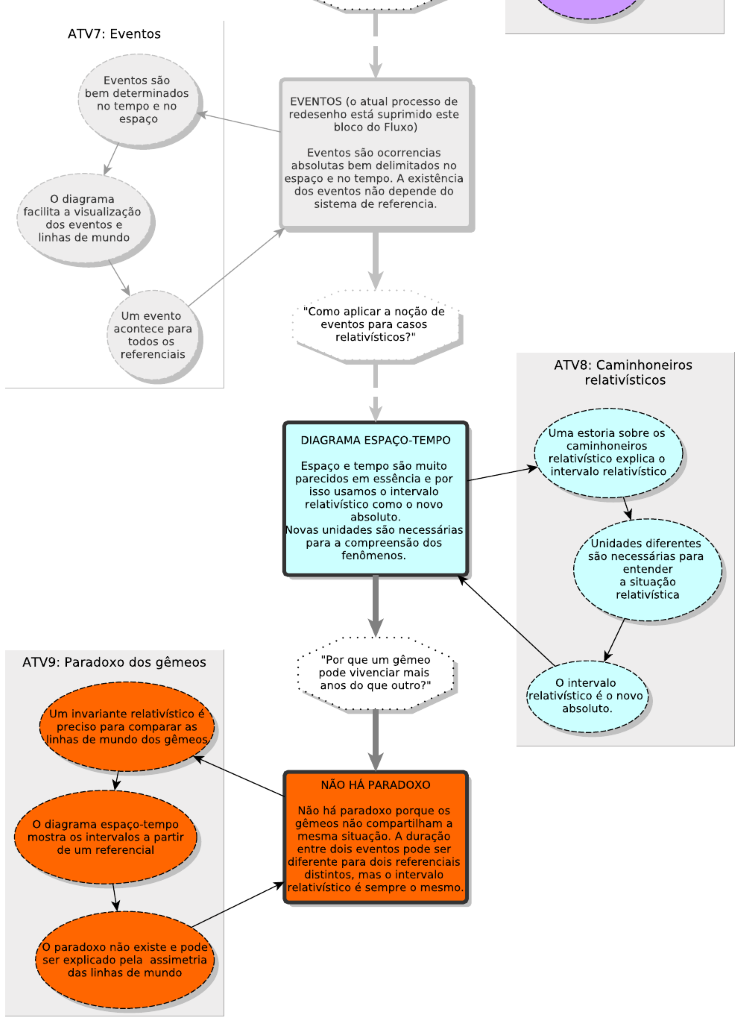 ATV7: Eventos
Eventos são
bem determinados
no tempo e no
espaço
O diagrama
facilita a visualização
dos eventos e
linhas de mundo
Um evento
acontece para
todos os
referenciais
EVENTOS (o atual processo de
redesenho está suprimido este
bloco do Fluxo)
Eventos são ocorrencias
absolutas bem delimitados no
espaço e no tempo. A existência
dos eventos não depende do
sistema de referencia.
"Como aplicar a noção de
eventos para casos
relativísticos?"
DIAGRAMA ESPAÇO-TEMPO
Espaço e tempo são muito
parecidos em essência e por
isso usamos o intervalo
relativístico como o novo
absoluto.
Novas unidades são necessárias
para a compreensão dos
fenômenos.
ATV8: Caminhoneiros
relativísticos
Uma estoria sobre os
caminhoneiros
relativístico explica o
intervalo relativístico
Unidades diferentes
são necessárias para
entender
a situação
relativística
O intervalo
relativístico é o novo
absoluto.
"Por que um gêmeo
pode vivenciar mais
anos do que outro?"
ATV9: Paradoxo dos gêmeos
Um invariante relativístico é
preciso para comparar as
linhas de mundo dos gêmeos
O diagrama espaço-tempo
mostra os intervalos a partir
de um referencial
O paradoxo não existe e pode
ser explicado pela  assimetria
das linhas de mundo
NÃO HÁ PARADOXO
Não há paradoxo porque os
gêmeos não compartilham a
mesma situação. A duração
entre dois eventos pode ser
diferente para dois referenciais
distintos, mas o intervalo
relativístico é sempre o mesmo.